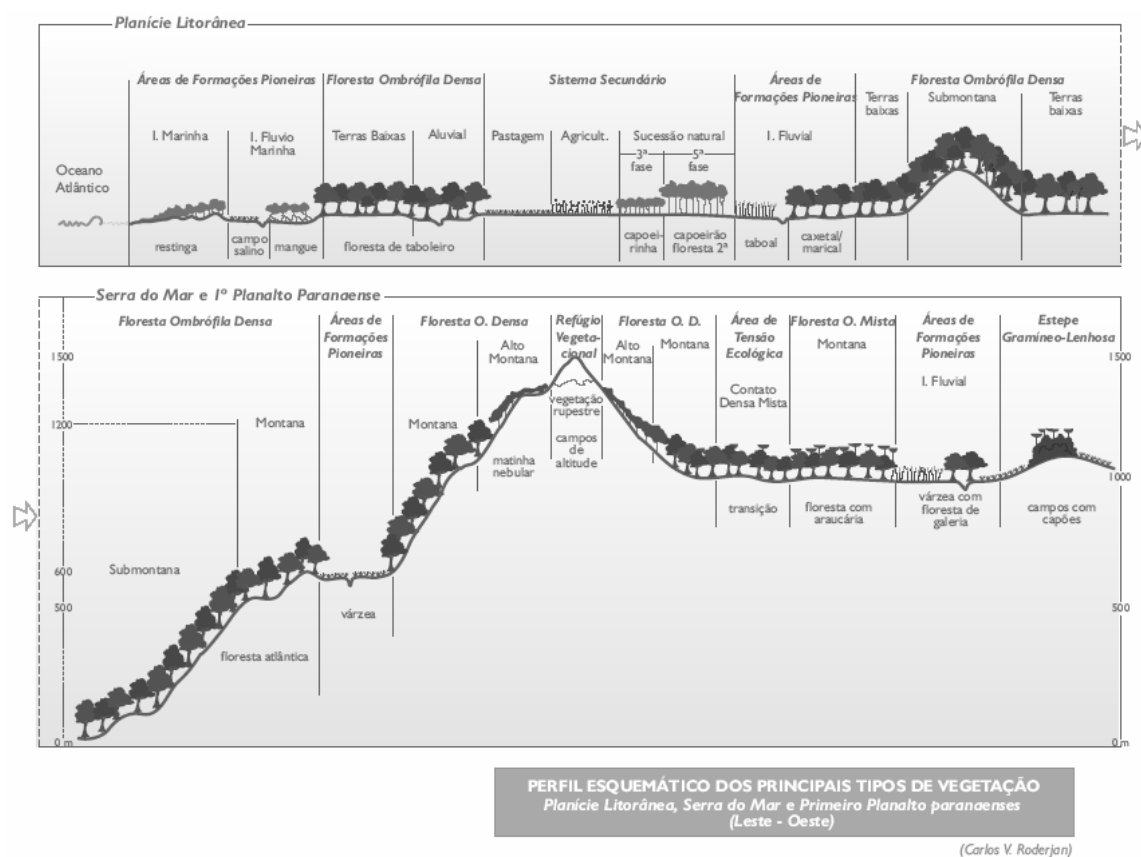 Planície Litorânea
Áreas de Formações Pioneiras
Floresta Ombrófila Densa
Sistema Secundário
Áreas de
Formações Pioneiras
Floresta Ombrófila Densa
I. Marinha
I. Fluvio
Marinha
Terras Baixas
Aluvial
Pastagem
Agricult.
Sucessão natural
3ª
fase
5ª
fase
I. Fluvial
Terras
baixas
Submontana
Terras
baixas
Oceano
Atlântico
restinga
campo
salino
mangue
floresta de taboleiro
capoei-
rinha
capoeirão
floresta 2ª
taboal
caxetal/
marical
Serra do Mar e 1º Planalto Paranaense
Floresta Ombrófila Densa
Áreas de
Formações
Pioneiras
Floresta O. Densa
Refúgio
Vegeta-
cional
Floresta O. D.
Área de
Tensão
Ecológica
Floresta O. Mista
Áreas de
Formações
Pioneiras
Estepe
Gramíneo-Lenhosa
Alto
Montana
Alto
Montana
Montana
Montana
I. Fluvial
1500
1500
Contato
Densa Mista
vegetação
rupestre
1200
Montana
Montana
campos
de
altitude
matinha
nebular
1000
transição
floresta com
araucária
várzea com
floresta de
galeria
campos com
capões
Submontana
600
500
500
várzea
floresta atlântica
0 m
0 m
PERFIL ESQUEMÁTICO DOS PRINCIPAIS TIPOS DE VEGETAÇÃO
Planície Litorânea, Serra do Mar e Primeiro Planalto paranaenses
(Leste - Oeste)
(Carlos V. Roderjan)